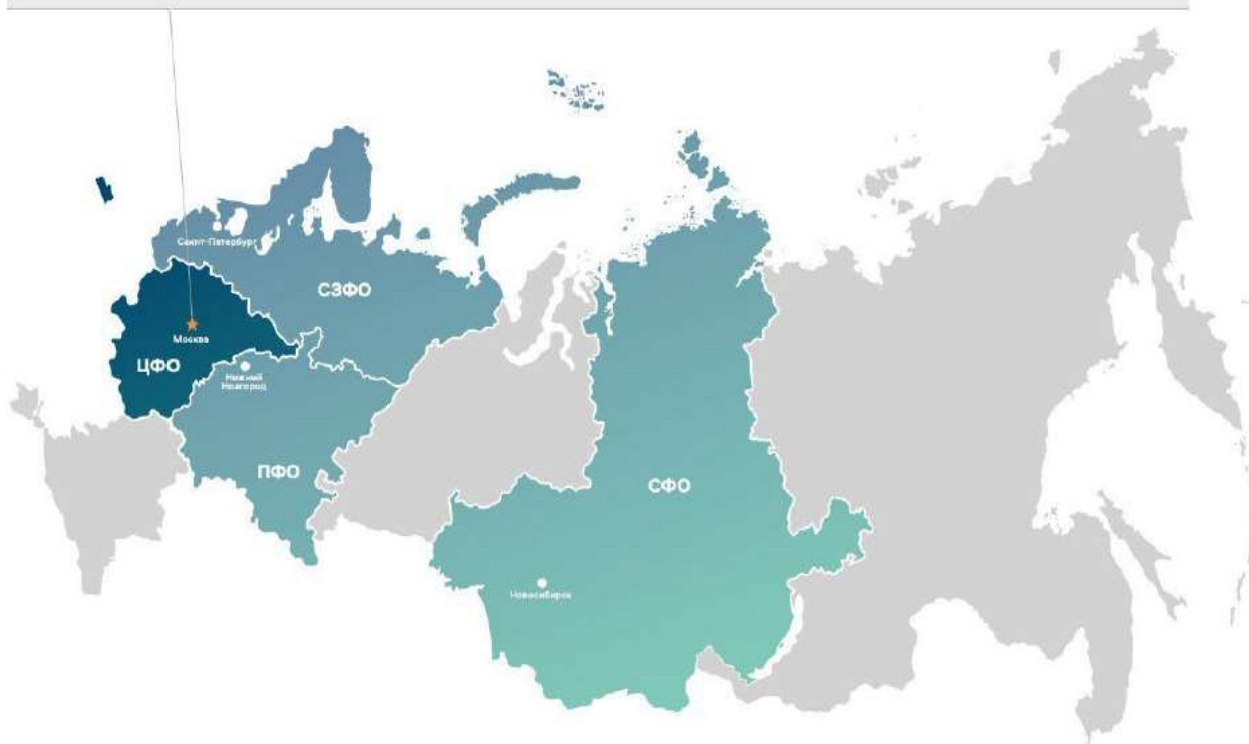 Санкт-Петербург
СЗФО
Москва
ЦФО
Нижний
Новгород
ПФО
СФО
Новосибирск